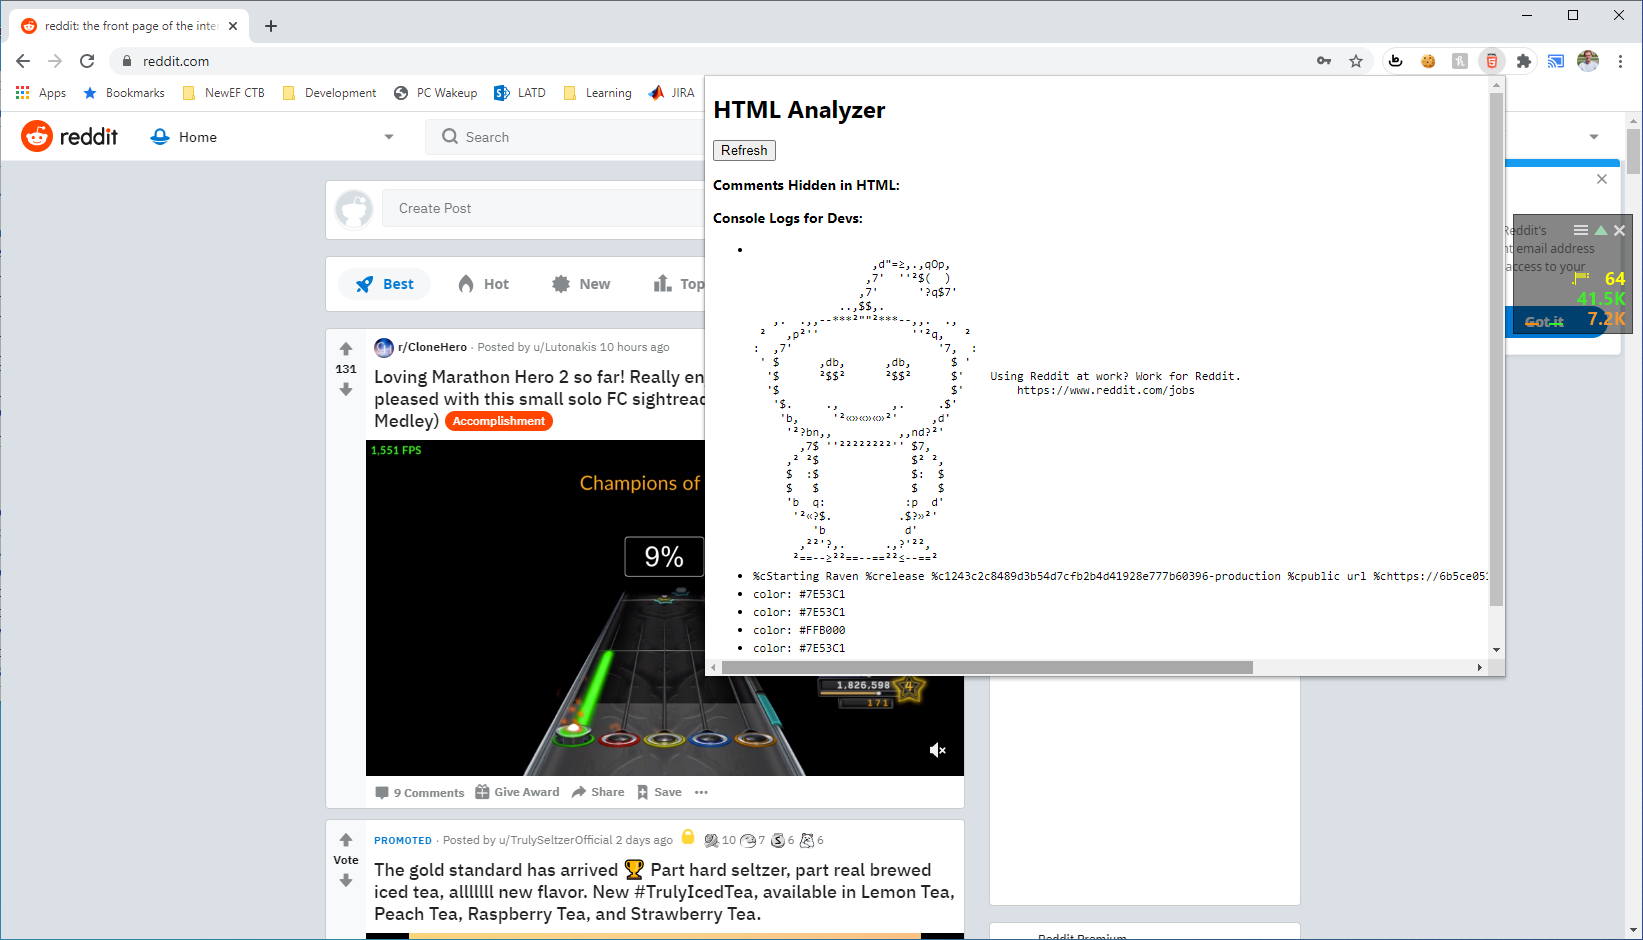 reddit: the front page of the inte
reddit.com
Apps
Bookmarks
NewEF CTB
Development
PC Wakeup
LATD
Learning
JIRA
reddit
Home
Search
Create Post
Best
Hot
New
Top
131
r/CloneHero · Posted by u/Lutonakis 10 hours ago
Loving Marathon Hero 2 so far! Really en
pleased with this small solo FC sightread
Medley) Accomplishment
1,551 FPS
Champions of
9%
1,826,598
4
171
9 Comments
Give Award
Share
Save
Vote
PROMOTED · Posted by u/TrulySeltzerOfficial 2 days ago 10 7 6 6
The gold standard has arrived 🏆 Part hard seltzer, part real brewed
iced tea, alllllll new flavor. New #TrulyIcedTea, available in Lemon Tea,
Peach Tea, Raspberry Tea, and Strawberry Tea.
HTML Analyzer
Refresh
Comments Hidden in HTML:
Console Logs for Devs:
Using Reddit at work? Work for Reddit.
https://www.reddit.com/jobs
%cStarting Raven %crelease %c1243c2c8489d3b54d7cfb2b4d41928e777b60396-production %cpublic url %chttps://6b5ce051
color: #7E53C1
color: #7E53C1
color: #FFB000
color: #7E53C1
Reddit's
nt email address
access to your
Got it
64
41.5K
7.2K
Reddit Premium